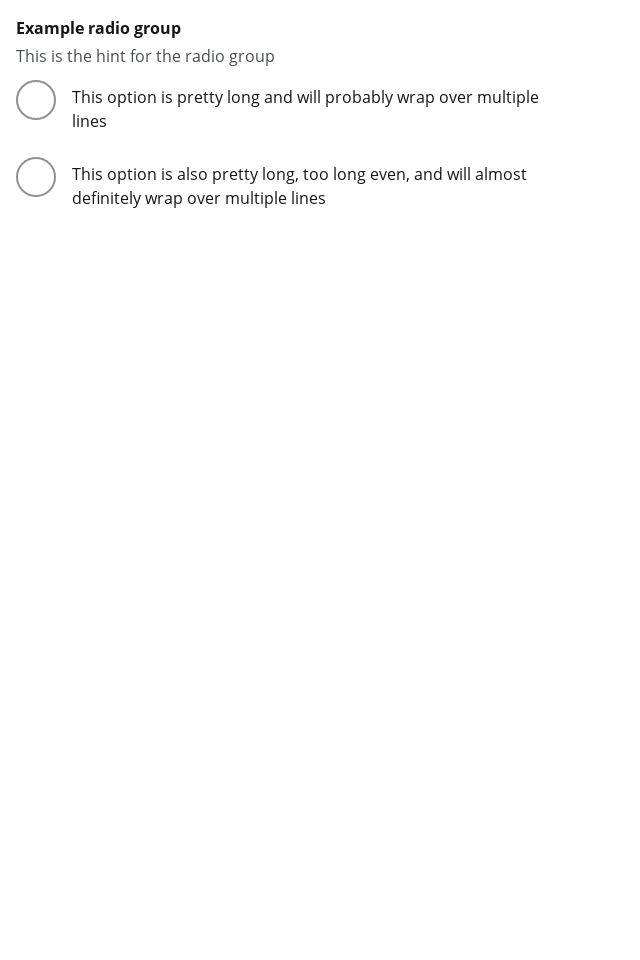 Example radio group
This is the hint for the radio group
This option is pretty long and will probably wrap over multiple
lines
This option is also pretty long, too long even, and will almost
definitely wrap over multiple lines